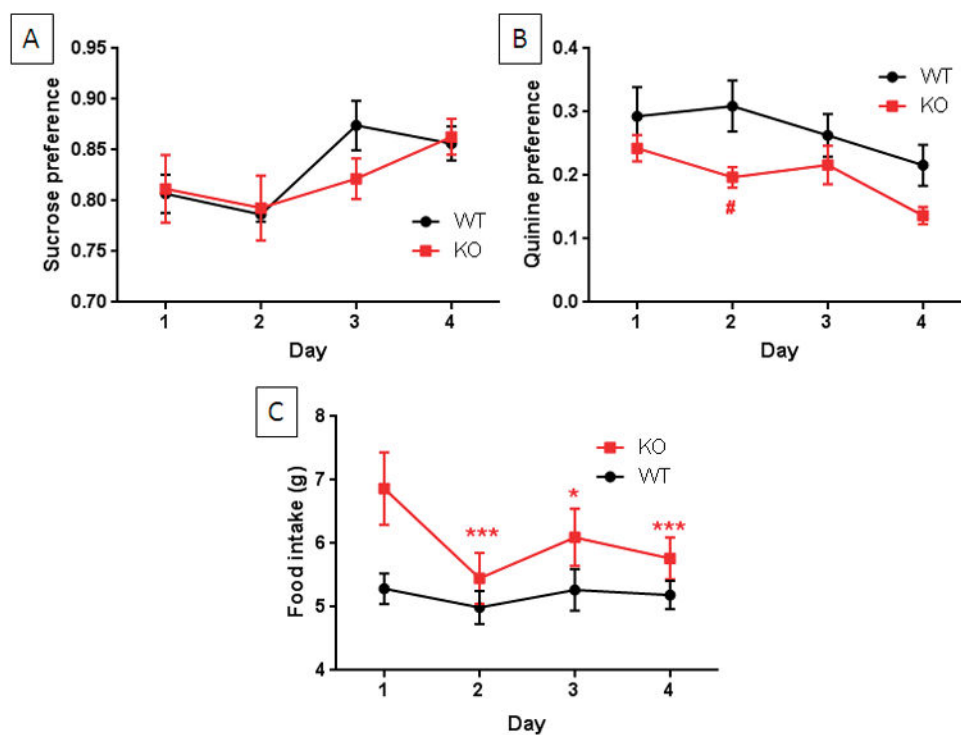 A
Sucrose preference
0.95
0.90
0.85
0.80
0.75
0.70
WT
KO
1 2 3 4
Day
B
Quinine preference
0.4
0.3
0.2
0.1
0.0
WT
KO
#
1 2 3 4
Day
C
Food intake (g)
8
7
6
5
4
KO
WT
*** * ***
1 2 3 4
Day